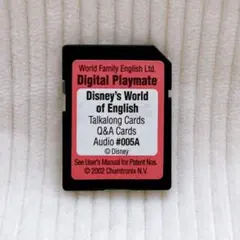 World Family English Ltd.
Digital Playmate
Disney's World
of English
Talkalong Cards
Q&A Cards
Audio #005A
© Disney
See User's Manual for Patent Nos.
© 2002 Chamtronix N.V.